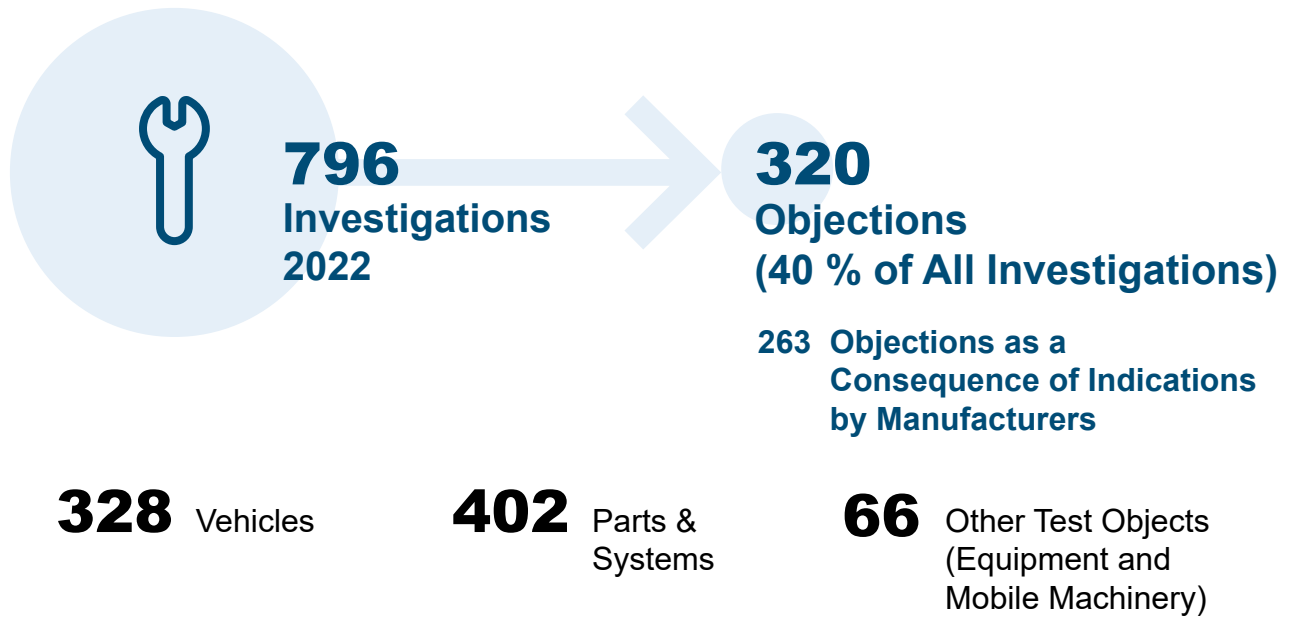 796
Investigations
2022
320
Objections
(40 % of All Investigations)
263 Objections as a
Consequence of Indications
by Manufacturers
328 Vehicles
402 Parts &
Systems
66 Other Test Objects
(Equipment and
Mobile Machinery)